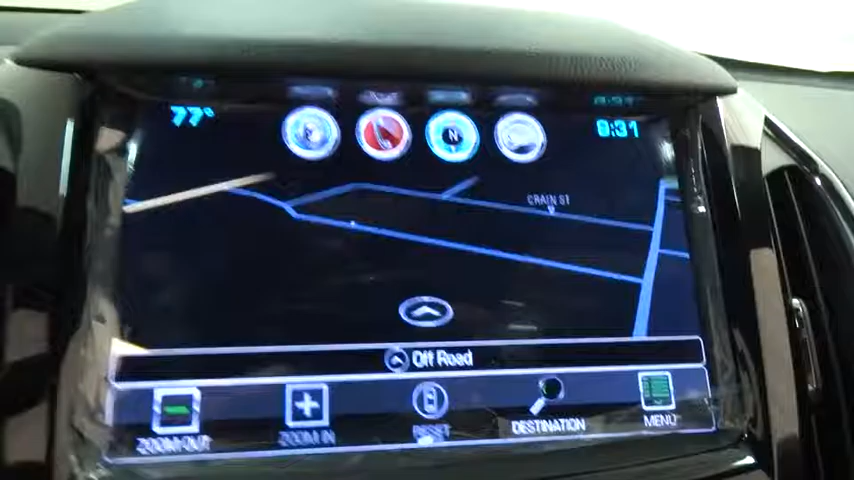 77°
N
8:31
CRAIN ST
Off Road
ZOOM OUT
ZOOM IN
RESET
DESTINATION
MENU